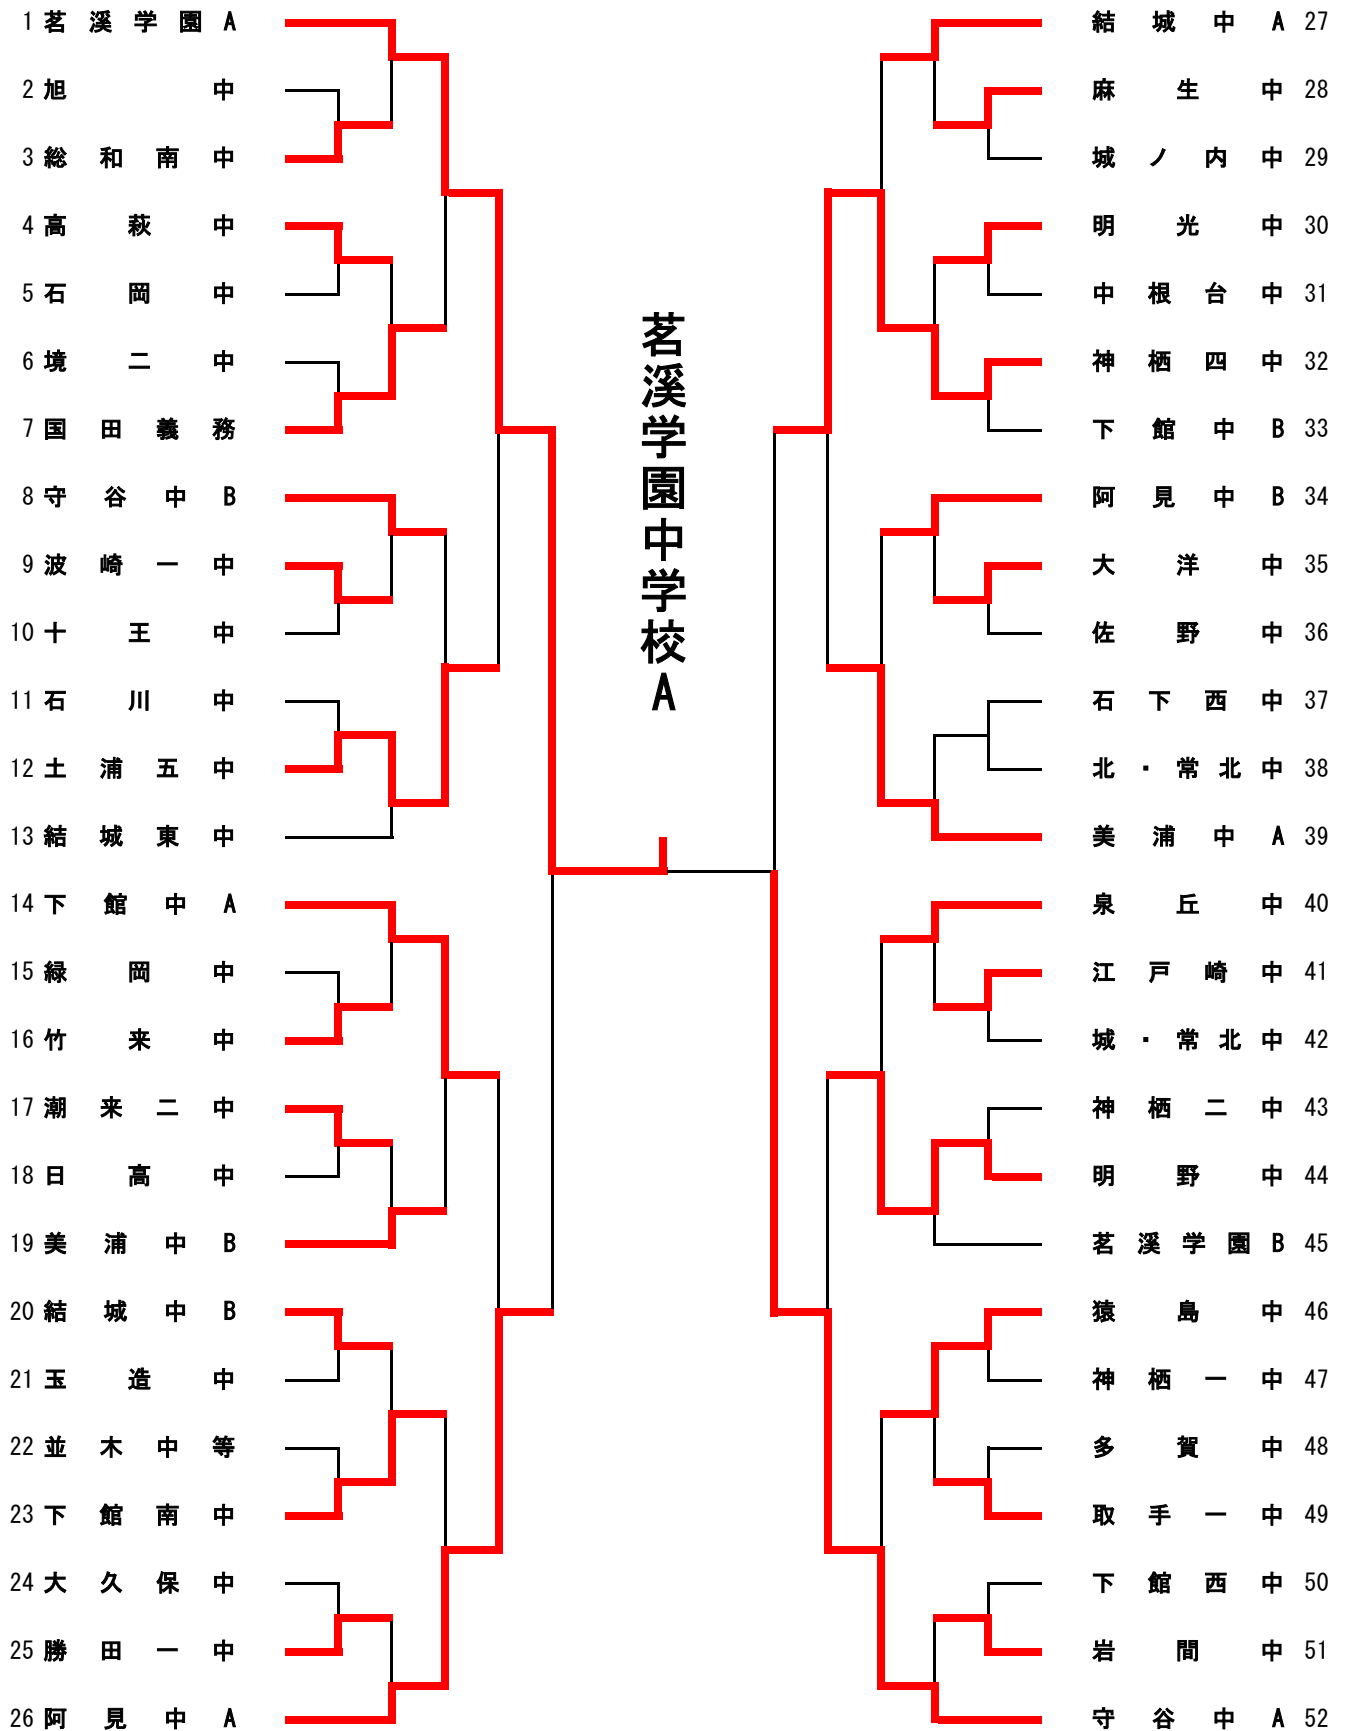 1 茗溪学園A
2 旭中
3 総和南中
4 高萩中
5 石岡中
6 境二中
7 国田義務
8 守谷中B
9 波崎一中
10 十王中
11 石川中
12 土浦五中
13 結城東中
14 下館中A
15 緑岡中
16 竹来中
17 潮来二中
18 日高中
19 美浦中B
20 結城中B
21 玉造中
22 並木中等
23 下館南中
24 大久保中
25 勝田一中
26 阿見中A
茗溪学園中学校A
結城中A 27
麻生中 28
城ノ内中 29
明光中 30
中根台中 31
神栖四中 32
下館中B 33
阿見中B 34
大洋中 35
佐野中 36
石下西中 37
北・常北中 38
美浦中A 39
泉丘中 40
江戸崎中 41
城・常北中 42
神栖二中 43
明野中 44
茗溪学園B 45
猿島中 46
神栖一中 47
多賀中 48
取手一中 49
下館西中 50
岩間中 51
守谷中A 52